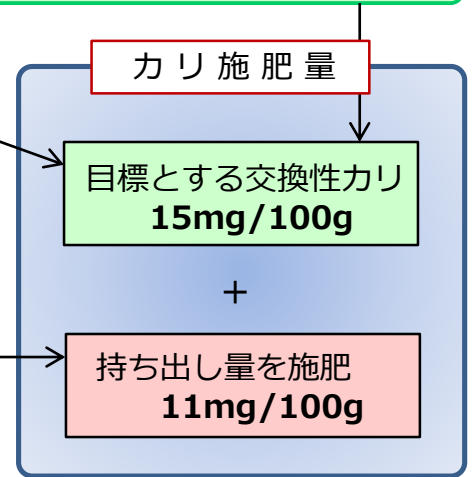 カリ施肥量
目標とする交換性カリ
15mg/100g
+
持ち出し量を施肥
11mg/100g